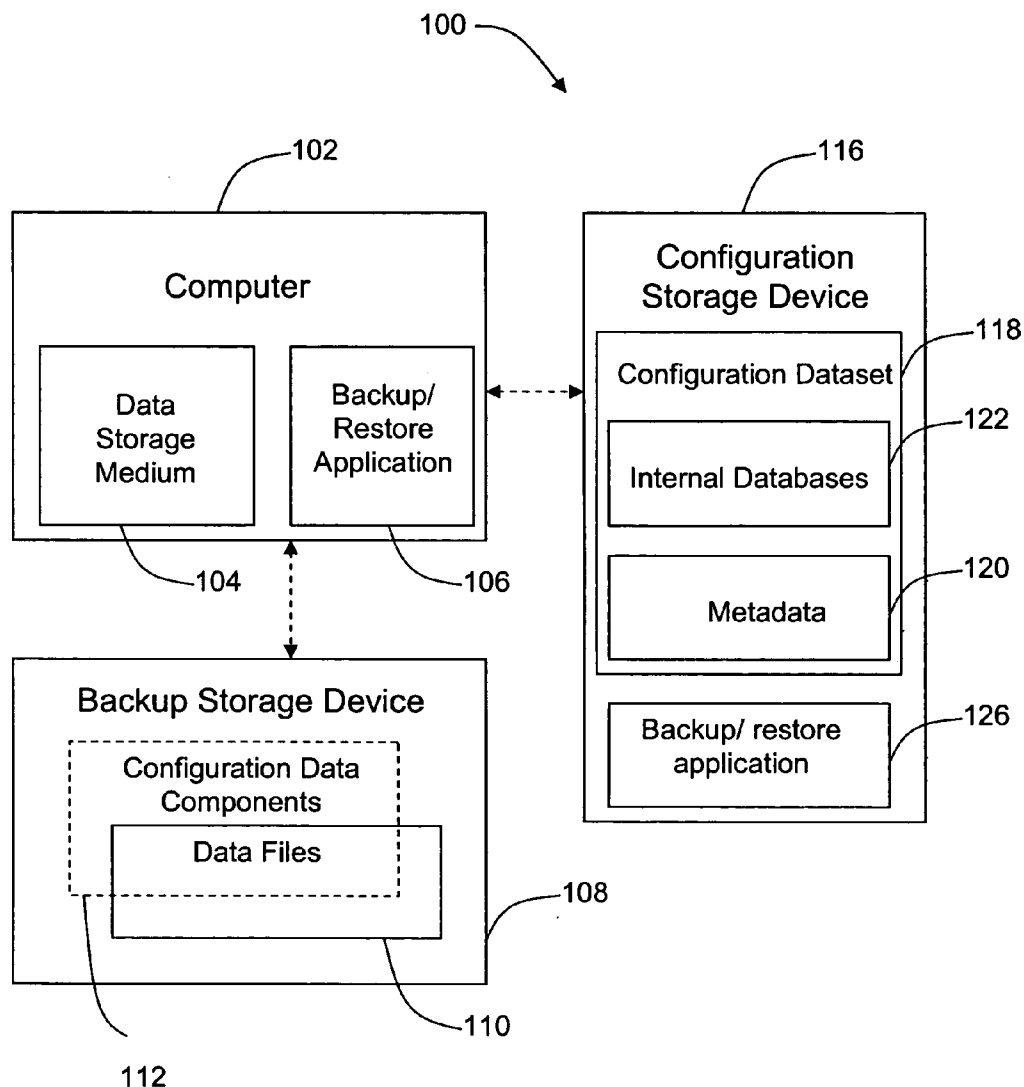 100
102
116
Computer
Configuration
Storage Device
118
Configuration Dataset
Data
Storage
Medium
Backup/
Restore
Application
122
Internal Databases
104
106
120
Metadata
Backup Storage Device
126
Backup/ restore
application
Configuration Data
Components
Data Files
108
110
112